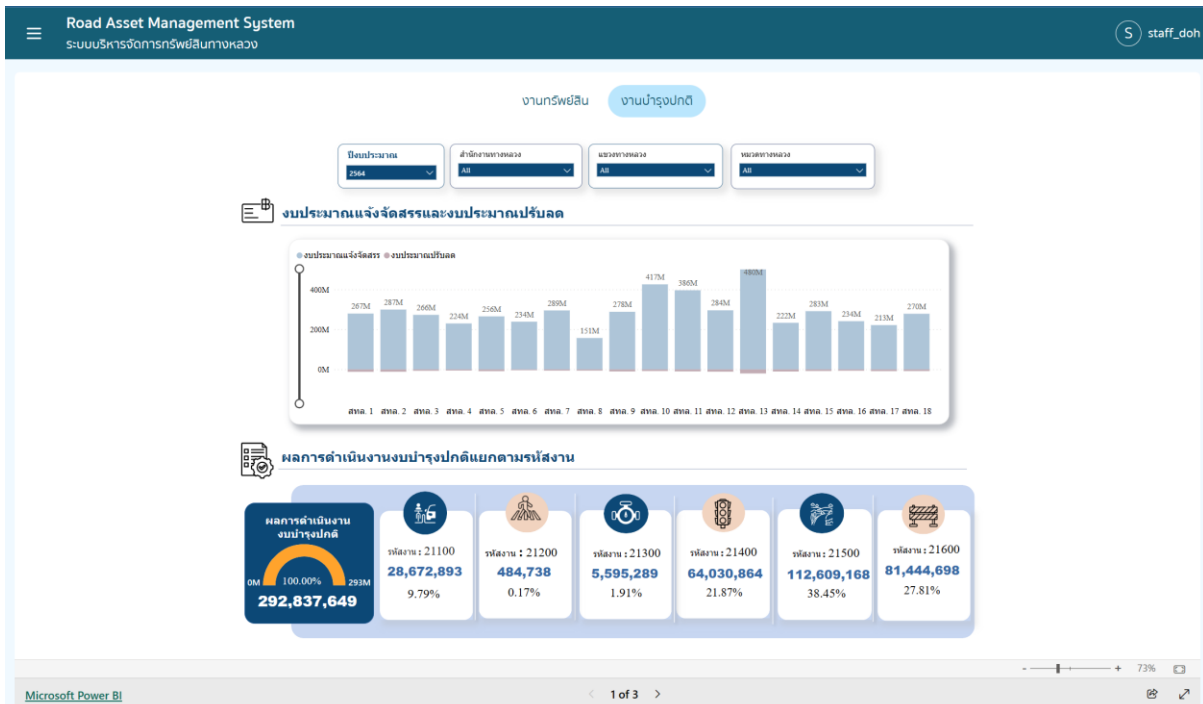 Road Asset Management System
ระบบบริหารจัดการทรัพย์สินทางหลวง
S staff_doh
งานทรัพย์สิน งานบำรุงปกติ
ปีงบประมาณ สำนักงานทางหลวง แขวงทางหลวง หมวดทางหลวง
2564 All All All
งบประมาณแจ้งจัดสรรและงบประมาณปรับลด
งบประมาณแจ้งจัดสรร งบประมาณปรับลด
400M
200M
0M
267M 287M 266M 224M 256M 234M 289M 151M 278M 417M 386M 284M 480M 222M 283M 234M 213M 270M
สทล. 1 สทล. 2 สทล. 3 สทล. 4 สทล. 5 สทล. 6 สทล. 7 สทล. 8 สทล. 9 สทล. 10 สทล. 11 สทล. 12 สทล. 13 สทล. 14 สทล. 15 สทล. 16 สทล. 17 สทล. 18
ผลการดำเนินงานงบบำรุงปกติแยกตามรหัสงาน
ผลการดำเนินงาน
งบบำรุงปกติ
0M 100.00% 293M
292,837,649
รหัสงาน : 21100
28,672,893
9.79%
รหัสงาน : 21200
484,738
0.17%
รหัสงาน : 21300
5,595,289
1.91%
รหัสงาน : 21400
64,030,864
21.87%
รหัสงาน : 21500
112,609,168
38.45%
รหัสงาน : 21600
81,444,698
27.81%
- + 73%
Microsoft Power BI
< 1 of 3 >